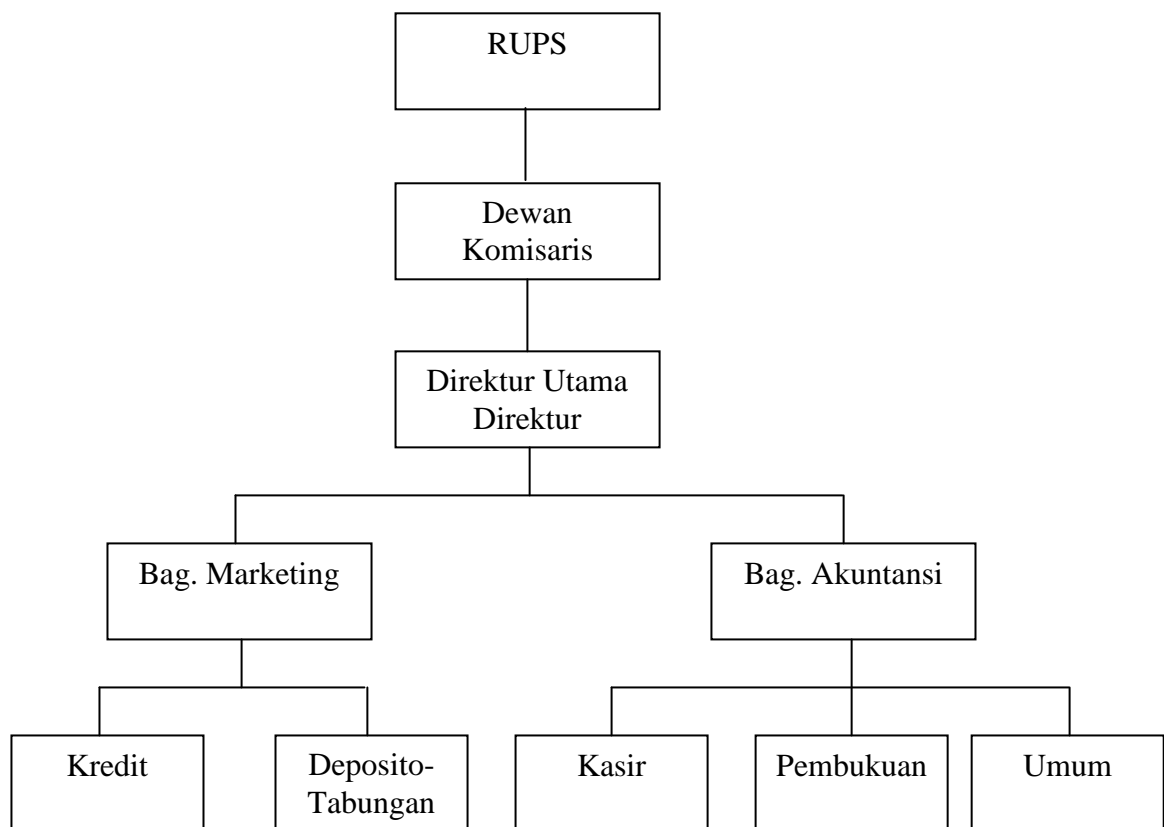 RUPS
Dewan
Komisaris
Direktur Utama
Direktur
Bag. Marketing
Bag. Akuntansi
Kredit
Deposito-
Tabungan
Kasir
Pembukuan
Umum